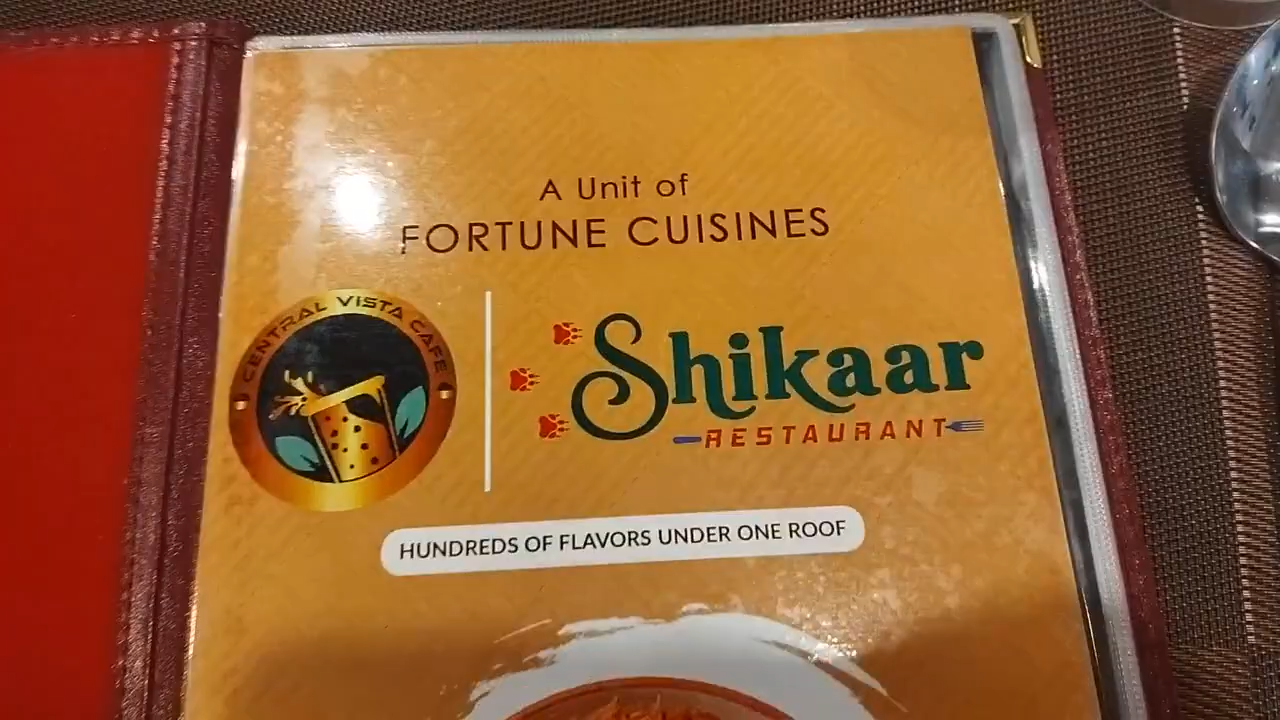 A Unit of
FORTUNE CUISINES
CENTRAL VISTA CAFE
Shikaar
RESTAURANT
HUNDREDS OF FLAVORS UNDER ONE ROOF